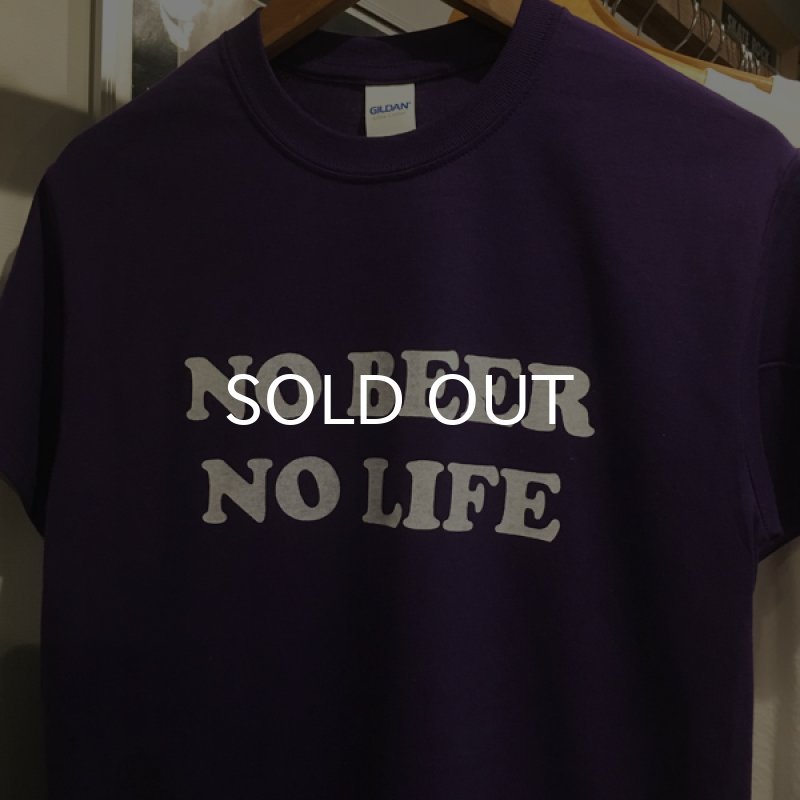 GILDAN
NO BEER
SOLD OUT
NO LIFE